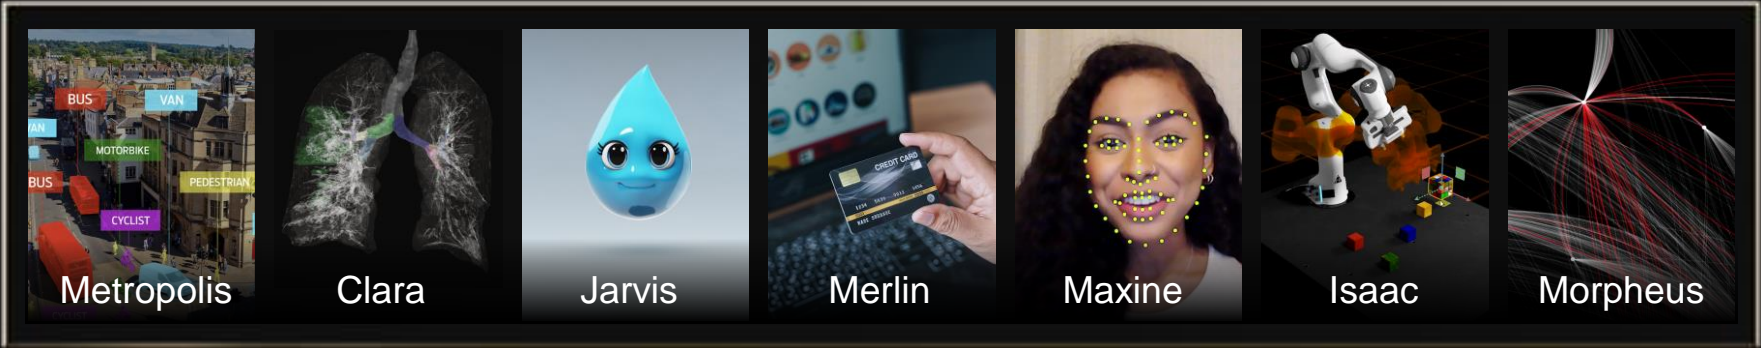 BUS
VAN
VAN
MOTORBIKE
BUS
PEDESTRIAN
CYCLIST
CREDIT CARD
Metropolis
Clara
Jarvis
Merlin
Maxine
Isaac
Morpheus